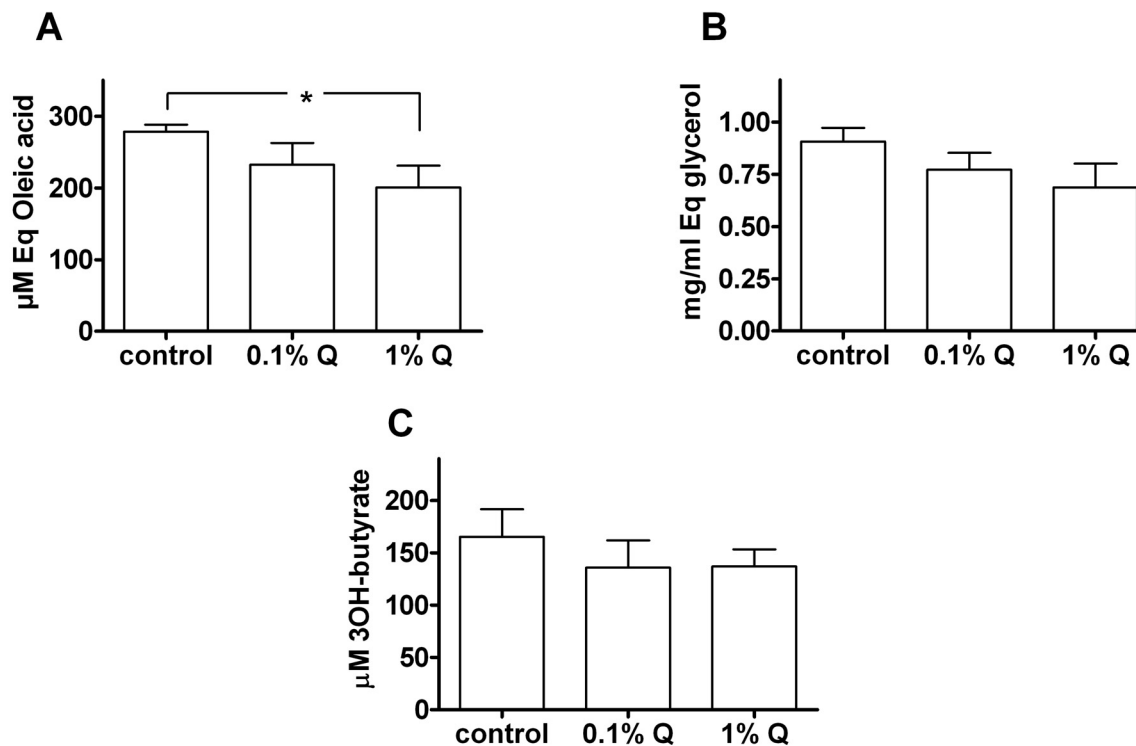 A
µM Eq Oleic acid
300
200
100
0
*
control 0.1% Q 1% Q
B
mg/ml Eq glycerol
1.00
0.75
0.50
0.25
0.00
control 0.1% Q 1% Q
C
µM 3OH-butyrate
200
150
100
50
0
control 0.1% Q 1% Q